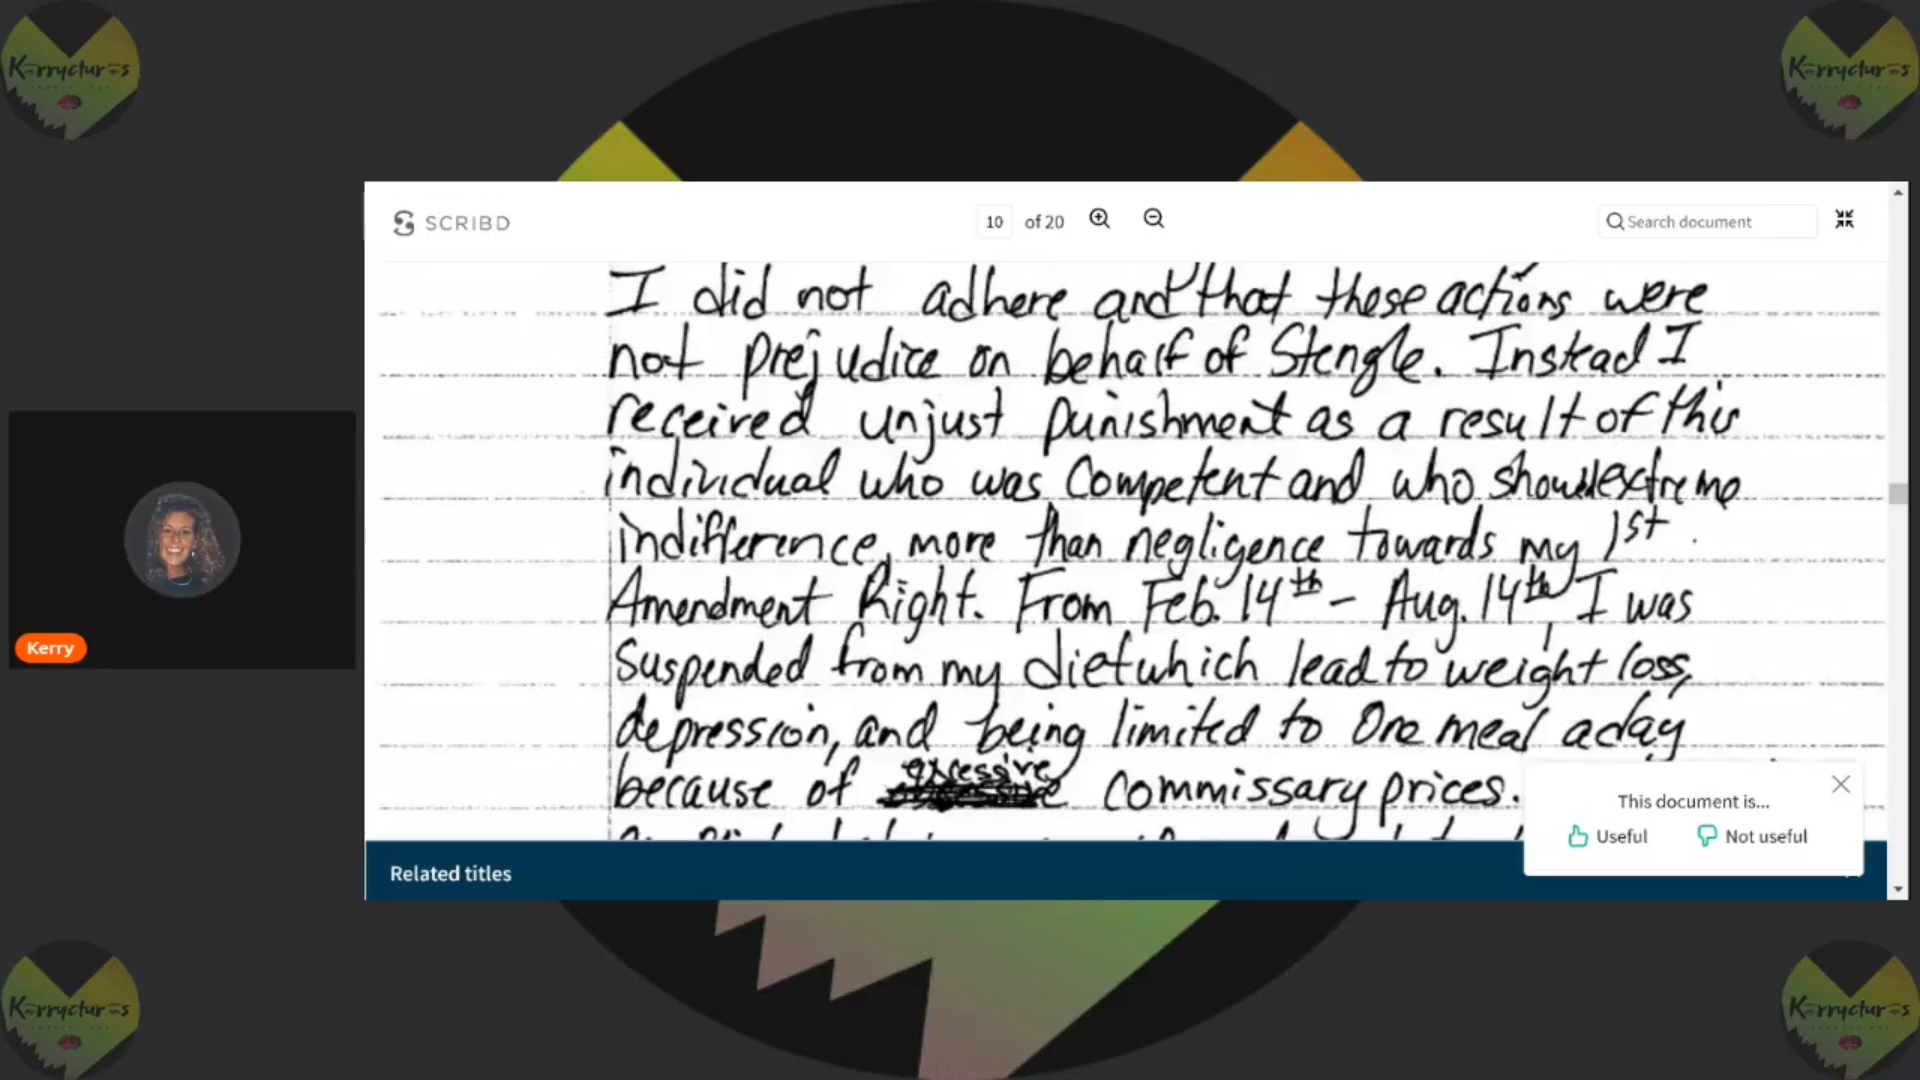 Kerryctures
Kerryctures
SCRIBD
10 of 20
Search document
I did not adhere and that those actions were
not prejudice on behalf of Stengle. Instead I
received unjust punishment as a result of this
individual who was competent and who showed extreme
indifference, more than negligence towards my 1st
Amendment Right. From Feb. 14th - Aug. 14th, I was
suspended from my diet which lead to weight loss,
depression, and being limited to one meal a day
because of excessive commissary prices.
Kerry
This document is...
Useful
Not useful
Related titles
Kerryctures
Kerryctures